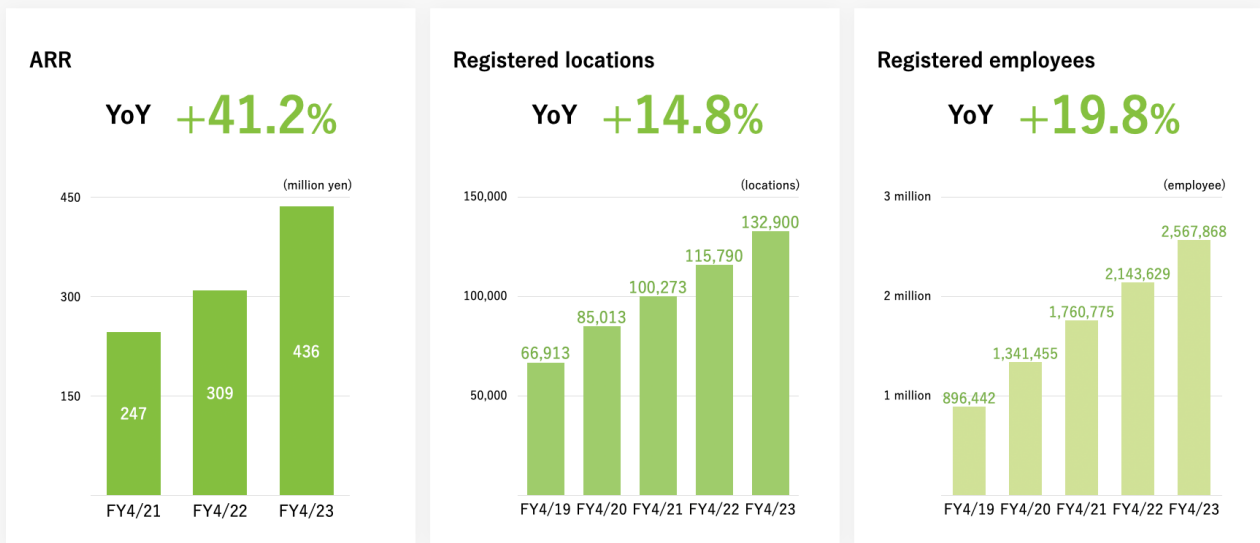 ARR
YoY +41.2%
(million yen)
450
300
150
247
309
436
FY4/21 FY4/22 FY4/23
Registered locations
YoY +14.8%
(locations)
150,000
100,000
50,000
66,913
85,013
100,273
115,790
132,900
FY4/19 FY4/20 FY4/21 FY4/22 FY4/23
Registered employees
YoY +19.8%
(employee)
3 million
2 million
1 million
896,442
1,341,455
1,760,775
2,143,629
2,567,868
FY4/19 FY4/20 FY4/21 FY4/22 FY4/23